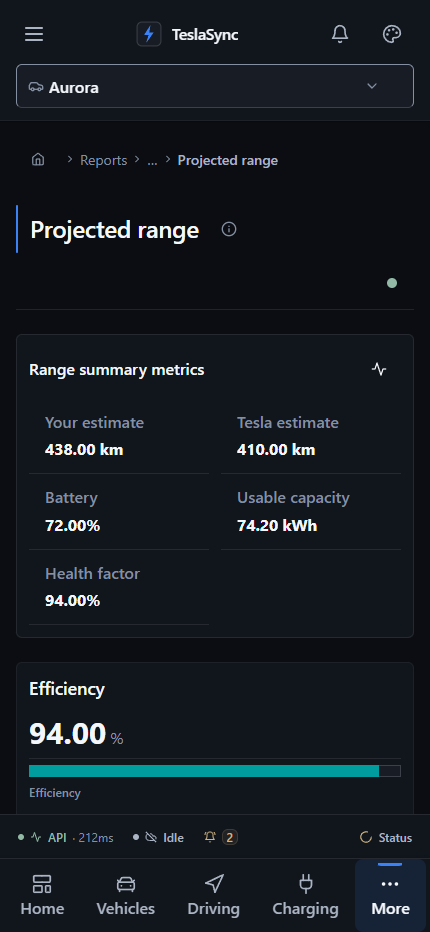 TeslaSync
Aurora
Reports
...
Projected range
Projected range
Range summary metrics
Your estimate
438.00 km
Tesla estimate
410.00 km
Battery
72.00%
Usable capacity
74.20 kWh
Health factor
94.00%
Efficiency
94.00 %
Efficiency
API · 212ms
Idle
2
Status
Home
Vehicles
Driving
Charging
More